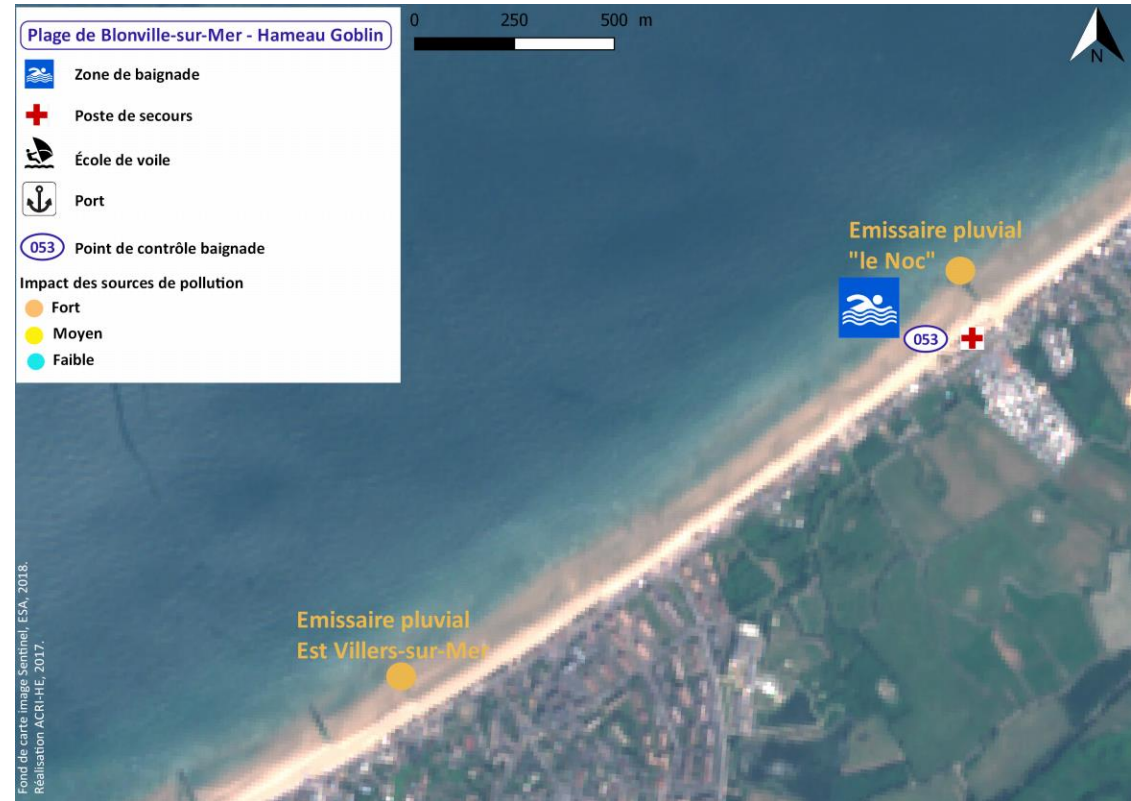 Plage de Blonville-sur-Mer - Hameau Goblin
Zone de baignade
Poste de secours
École de voile
Port
053 Point de contrôle baignade
Impact des sources de pollution
Fort
Moyen
Faible
0 250 500 m
N
Emissaire pluvial
"le Noc"
053
Emissaire pluvial
Est Villers-sur-Mer
Fond de carte image Sentinel, ESA, 2018.
Réalisation ACRI-HE, 2017.